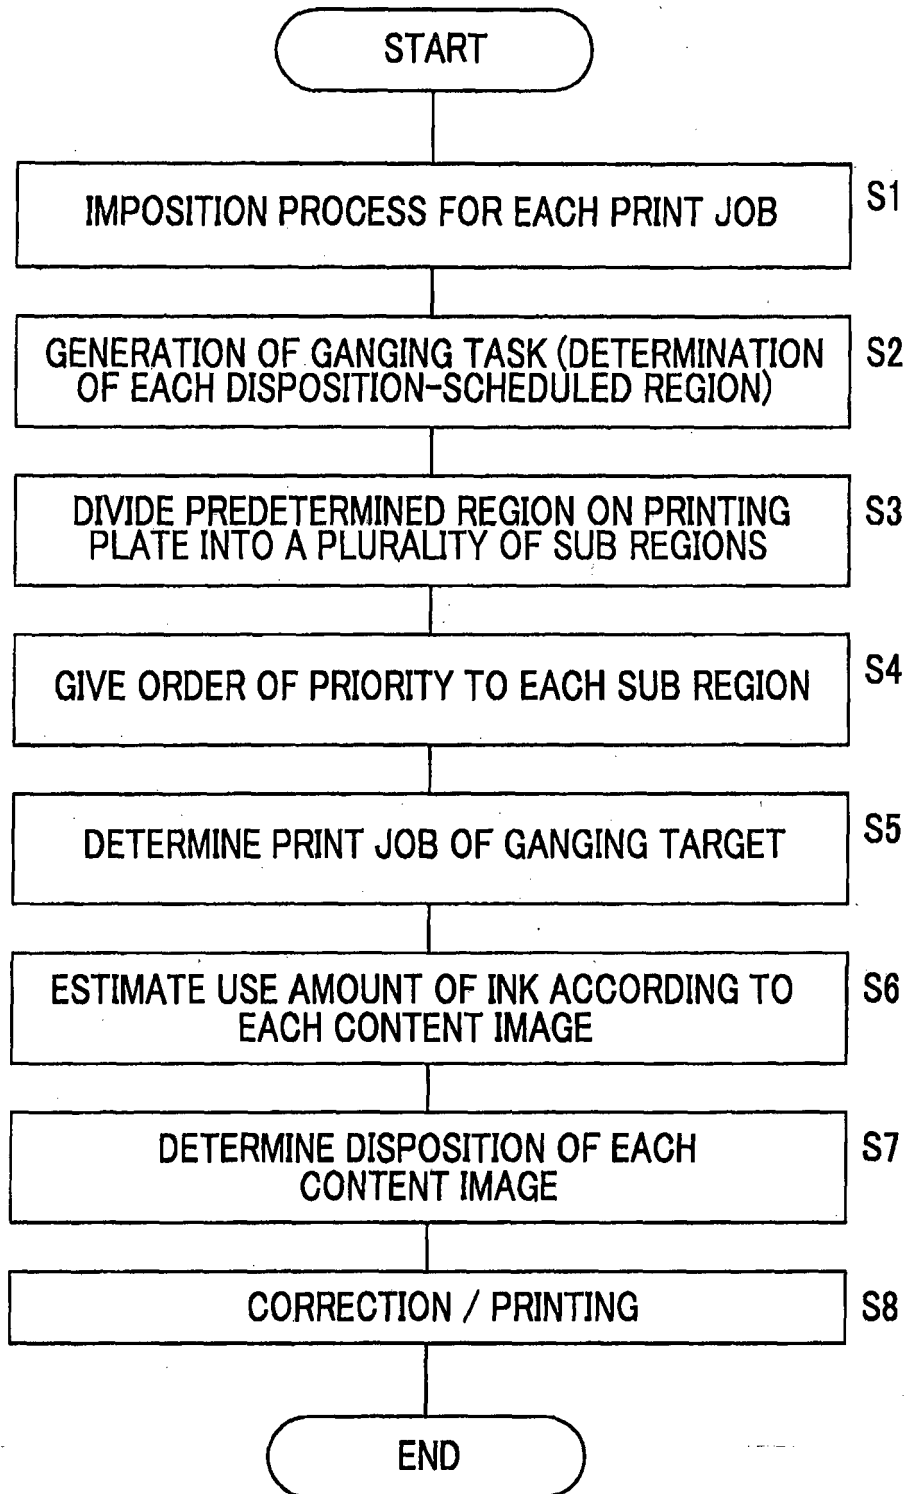 START
IMPOSITION PROCESS FOR EACH PRINT JOB
S1
GENERATION OF GANGING TASK (DETERMINATION
OF EACH DISPOSITION-SCHEDULED REGION)
S2
DIVIDE PREDETERMINED REGION ON PRINTING
PLATE INTO A PLURALITY OF SUB REGIONS
S3
GIVE ORDER OF PRIORITY TO EACH SUB REGION
S4
DETERMINE PRINT JOB OF GANGING TARGET
S5
ESTIMATE USE AMOUNT OF INK ACCORDING TO
EACH CONTENT IMAGE
S6
DETERMINE DISPOSITION OF EACH
CONTENT IMAGE
S7
CORRECTION / PRINTING
S8
END